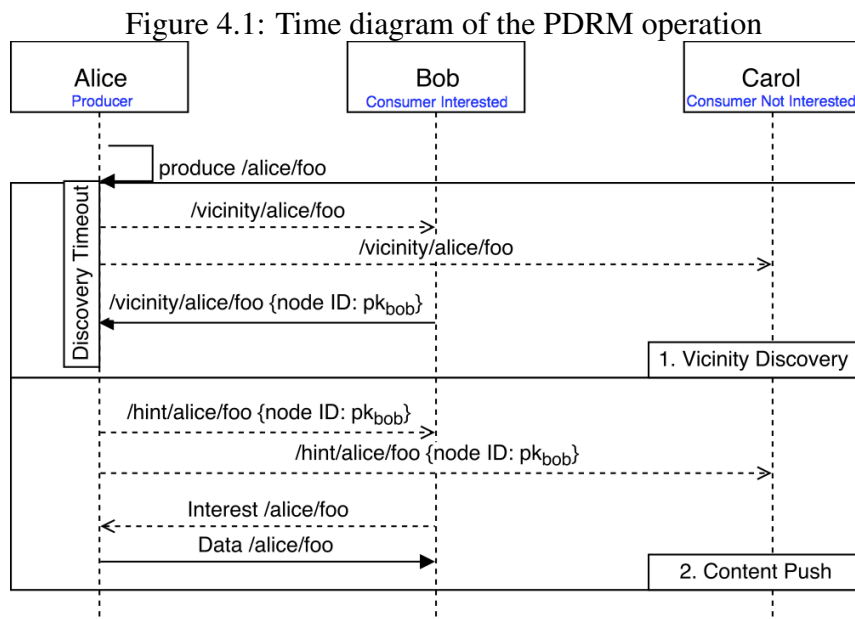 Figure 4.1: Time diagram of the PDRM operation
Alice
Producer
Bob
Consumer Interested
Carol
Consumer Not Interested
produce /alice/foo
Discovery Timeout
/vicinity/alice/foo
/vicinity/alice/foo
/vicinity/alice/foo {node ID: pkbob}
1. Vicinity Discovery
/hint/alice/foo {node ID: pkbob}
/hint/alice/foo {node ID: pkbob}
Interest /alice/foo
Data /alice/foo
2. Content Push